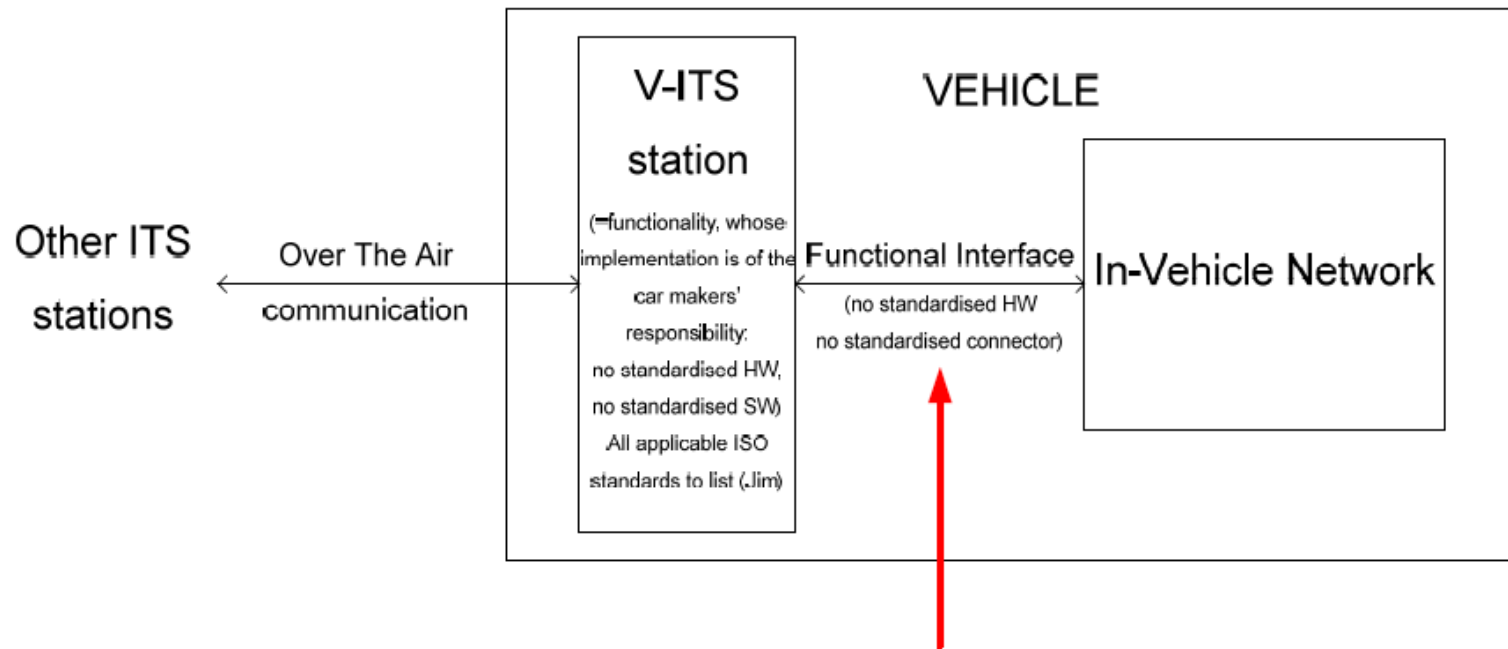 V-ITS
station
(=functionality, whose
implementation is of the
car makers'
responsibility:
no standardised HW,
no standardised SW)
All applicable ISO
standards to list (Jim)
VEHICLE
Other ITS
stations
Over The Air
communication
Functional Interface
(no standardised HW
no standardised connector)
In-Vehicle Network